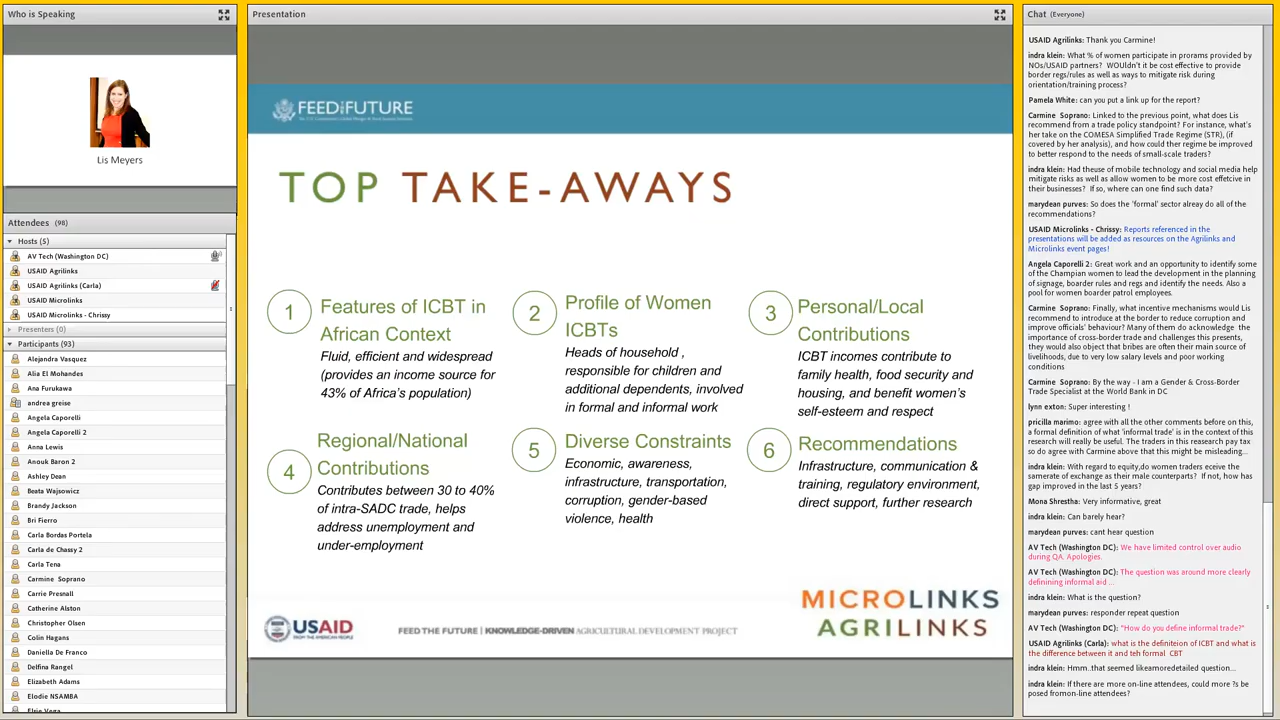 Who is Speaking
Lis Meyers
Attendees (98)
Hosts (5)
AV Tech (Washington DC)
USAID Agrilinks
USAID Agrilinks (Carla)
USAID Microlinks
USAID Microlinks - Chrissy
Presenters (0)
Participants (93)
Alejandra Vasquez
Alia El Mohandes
Ana Furukawa
andrea greise
Angela Caporelli
Angela Caporelli 2
Anna Lewis
Anouk Baron 2
Ashley Dean
Beata Wajsowicz
Brandy Jackson
Bri Fierro
Carla Bordas Portela
Carla de Chassy 2
Carla Tena
Carmine Soprano
Carrie Presnall
Catherine Alston
Christopher Olsen
Colin Hagans
Daniella De Franco
Delfina Rangel
Elizabeth Adams
Elodie NSAMBA
Elsie Vega
Presentation
FEED THE FUTURE
TOP TAKE-AWAYS
1
Features of ICBT in
African Context
Fluid, efficient and widespread
(provides an income source for
43% of Africa's population)
2
Profile of Women
ICBTs
Heads of household ,
responsible for children and
additional dependents, involved
in formal and informal work
3
Personal/Local
Contributions
ICBT incomes contribute to
family health, food security and
housing, and benefit women's
self-esteem and respect
4
Regional/National
Contributions
Contributes between 30 to 40%
of intra-SADC trade, helps
address unemployment and
under-employment
5
Diverse Constraints
Economic, awareness,
infrastructure, transportation,
corruption, gender-based
violence, health
6
Recommendations
Infrastructure, communication &
training, regulatory environment,
direct support, further research
USAID
FROM THE AMERICAN PEOPLE
FEED THE FUTURE | KNOWLEDGE-DRIVEN AGRICULTURAL DEVELOPMENT PROJECT
MICROLINKS
AGRILINKS
Chat (Everyone)
USAID Agrilinks: Thank you Carmine!
indra klein: What % of women participate in prorams provided by
NOs/USAID partners? WOUldn't it be cost effective to provide
border regs/rules as well as ways to mitigate risk during
orientation/training process?
Pamela White: can you put a link up for the report?
Carmine Soprano: Linked to the previous point, what does Lis
recommend from a trade policy standpoint? For instance, what's
her take on the COMESA Simplified Trade Regime (STR), (if
covered by her analysis), and how could ther regime be improved
to better respond to the needs of small-scale traders?
indra klein: Had theuse of mobile technology and social media help
mitigate risks as well as allow women to be more cost effetcive in
their businesses? If so, where can one find such data?
marydean purves: So does the 'formal' sector alreay do all of the
recommendations?
USAID Microlinks - Chrissy: Reports referenced in the
presentations will be added as resources on the Agrilinks and
Microlinks event pages!
Angela Caporelli 2: Great work and an opportunity to identify some
of the Champian women to lead the development in the planning
of signage, boarder rules and regs and identify the needs. Also a
pool for women border patrol employees.
Carmine Soprano: Finally, what incentive mechanisms would Lis
recommend to introduce at the border to reduce corruption and
improve officials' behaviour? Many of them do acknowledge the
importance of cross-border trade and challenges this presents,
they would also object that bribes are often their main source of
livelihoods, due to very low salary levels and poor working
conditions
Carmine Soprano: By the way - I am a Gender & Cross-Border
Trade Specialist at the World Bank in DC
lynn exton: Super interesting !
pricilla marimo: agree with all the other comments before on this,
a formal definition of what 'informal trade' is in the context of this
research will really be useful. The traders in this reasearch pay tax
so do agree with Carmine above that this might be misleading...
indra klein: With regard to equity,do women traders eceive the
samerate of exchange as their male counterparts? If not, how has
gap improved in the last 5 years?
Mona Shrestha: Very informative, great
indra klein: Can barely hear?
marydean purves: cant hear question
AV Tech (Washington DC): We have limited control over audio
during QA. Apologies.
AV Tech (Washington DC): The question was around more clearly
definining informal aid ...
indra klein: What is the question?
marydean purves: responder repeat question
AV Tech (Washington DC): "How do you define informal trade?"
USAID Agrilinks (Carla): what is the definiteion of ICBT and what is
the difference between it and teh formal CBT
indra klein: Hmm..that seemed likeamoredetailed question...
indra klein: If there are more on-line attendees, could more ?s be
posed fromon-line attendees?